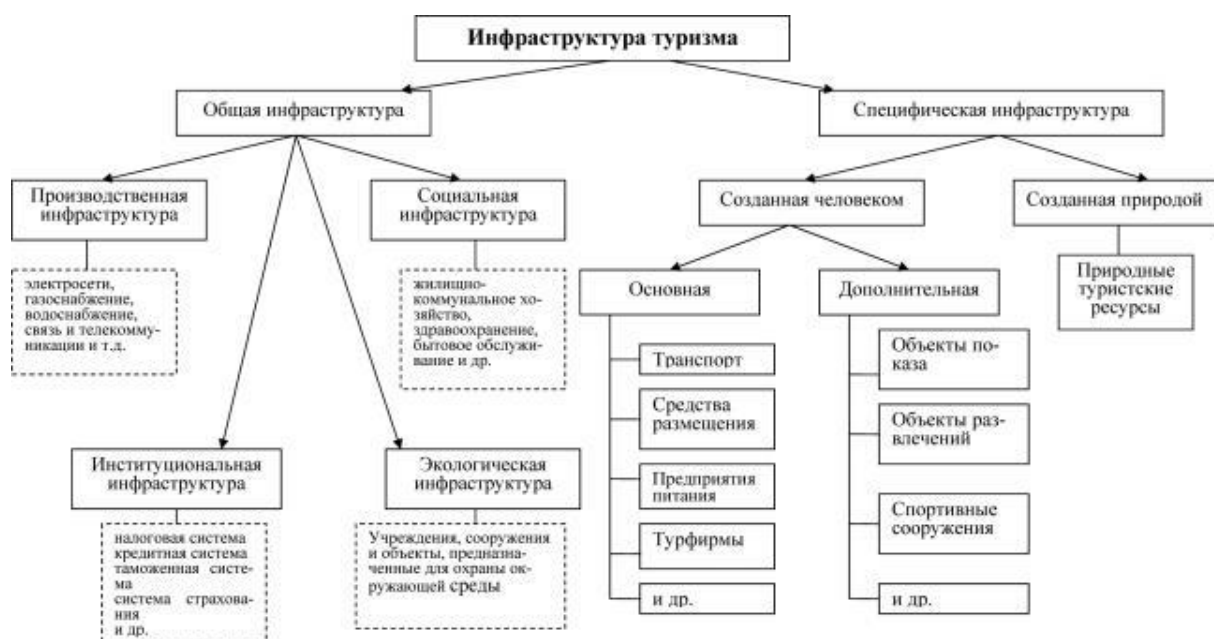 Инфраструктура туризма
Общая инфраструктура
Специфическая инфраструктура
Производственная
инфраструктура
Социальная
инфраструктура
Созданная человеком
Созданная природой
электросети,
газоснабжение,
водоснабжение,
связь и телекомму-
никации и т.д.
жилищно-
коммунальное хо-
зяйство,
здравоохранение,
бытовое обслужи-
вание и др.
Основная
Дополнительная
Природные
туристские
ресурсы
Транспорт
Средства
размещения
Предприятия
питания
Турфирмы
и др.
Объекты по-
каза
Объекты раз-
влечений
Спортивные
сооружения
и др.
Институциональная
инфраструктура
Экологическая
инфраструктура
налоговая система
кредитная система
таможенная систе-
ма
система страхова-
ния
и др.
Учреждения, сооружения
и объекты, предназна-
ченные для охраны ок-
ружающей среды